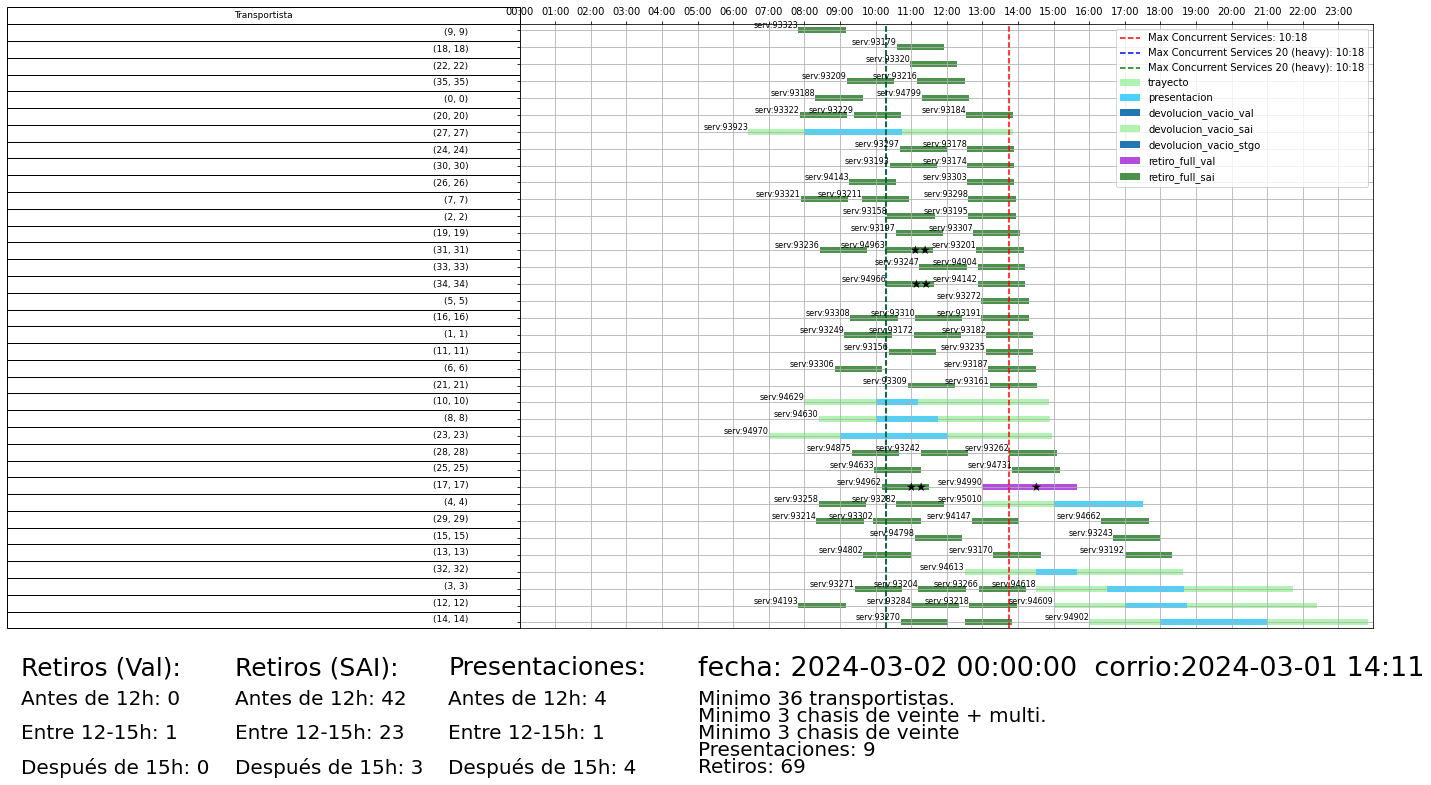 Transportista
00:00 01:00 02:00 03:00 04:00 05:00 06:00 07:00 08:00 09:00 10:00 11:00 12:00 13:00 14:00 15:00 16:00 17:00 18:00 19:00 20:00 21:00 22:00 23:00
Max Concurrent Services: 10:18
Max Concurrent Services 20 (heavy): 10:18
Max Concurrent Services 20 (heavy): 10:18
trayecto
presentacion
devolucion_vacio_val
devolucion_vacio_sai
devolucion_vacio_stgo
retiro_full_val
retiro_full_sai
(9, 9) serv:93323
(18, 18) serv:93179
(22, 22) serv:93320
(35, 35) serv:93209 serv:93216
(0, 0) serv:93188 serv:94799
(20, 20) serv:93322 serv:93229 serv:93184
(27, 27) serv:93923
(24, 24) serv:93297 serv:93178
(30, 30) serv:93193 serv:93174
(26, 26) serv:94143 serv:93303
(7, 7) serv:93321 serv:93211 serv:93298
(2, 2) serv:93158 serv:93195
(19, 19) serv:93197 serv:93307
(31, 31) serv:93236 serv:94963 serv:93201
(33, 33) serv:93247 serv:94904
(34, 34) serv:94966 serv:94142
(5, 5) serv:93272
(16, 16) serv:93308 serv:93310 serv:93191
(1, 1) serv:93249 serv:93172 serv:93182
(11, 11) serv:93156 serv:93235
(6, 6) serv:93306 serv:93187
(21, 21) serv:93309 serv:93161
(10, 10) serv:94629
(8, 8) serv:94630
(23, 23) serv:94970
(28, 28) serv:94875 serv:93242 serv:93262
(25, 25) serv:94633 serv:94731
(17, 17) serv:94962 serv:94990
(4, 4) serv:93258 serv:93282 serv:95010
(29, 29) serv:93214 serv:93302 serv:94147 serv:94662
(15, 15) serv:94798 serv:93243
(13, 13) serv:94802 serv:93170 serv:93192
(32, 32) serv:94613
(3, 3) serv:93271 serv:93204 serv:93266 serv:94618
(12, 12) serv:94193 serv:93284 serv:93218 serv:94609
(14, 14) serv:93270 serv:94902
Retiros (Val):
Antes de 12h: 0
Entre 12-15h: 1
Después de 15h: 0
Retiros (SAI):
Antes de 12h: 42
Entre 12-15h: 23
Después de 15h: 3
Presentaciones:
Antes de 12h: 4
Entre 12-15h: 1
Después de 15h: 4
fecha: 2024-03-02 00:00:00 corrio:2024-03-01 14:11
Minimo 36 transportistas.
Minimo 3 chasis de veinte + multi.
Minimo 3 chasis de veinte
Presentaciones: 9
Retiros: 69